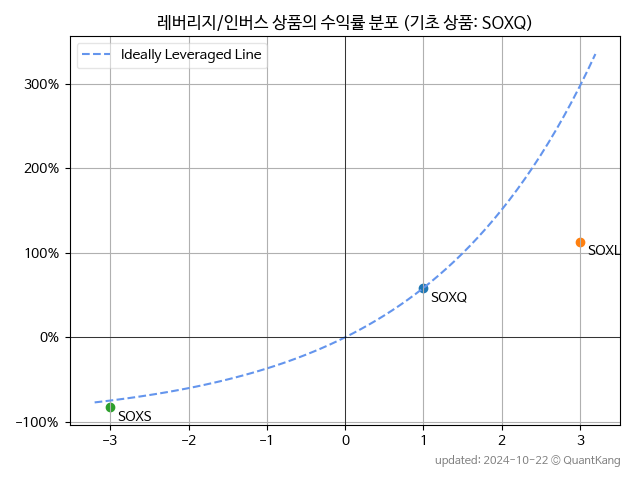 레버리지/인버스 상품의 수익률 분포 (기초 상품: SOXQ)
Ideally Leveraged Line
300%
200%
100%
0%
−100%
SOXL
SOXQ
SOXS
−3 −2 −1 0 1 2 3
updated: 2024-10-22 © QuantKang